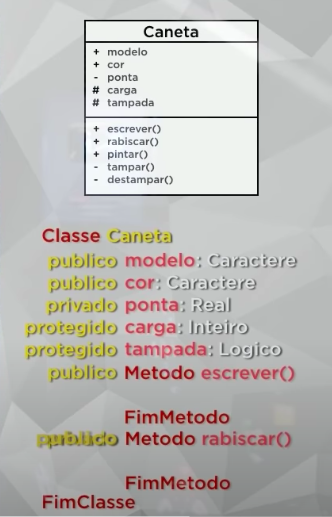 Caneta
+ modelo
+ cor
- ponta
# carga
# tampada
+ escrever()
+ rabiscar()
+ pintar()
- tampar()
- destampar()
Classe Caneta
publico modelo: Caractere
publico cor: Caractere
privado ponta: Real
protegido carga: Inteiro
protegido tampada: Logico
publico Metodo escrever()
FimMetodo
Metodo rabiscar()
FimMetodo
FimClasse